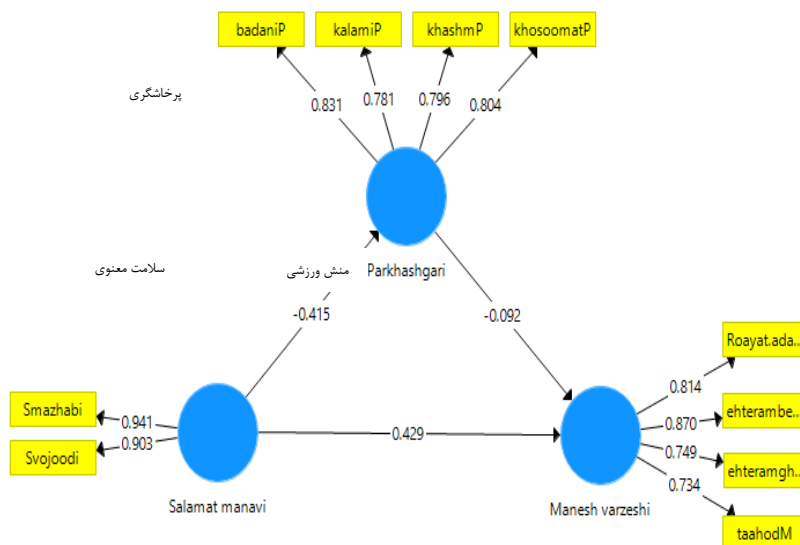 badaniP
kalamiP
khashmP
khosoomatP
پرخاشگری
0.831
0.781
0.796
0.804
سلامت معنوی
منش ورزشی
Parkhashgari
-0.415
-0.092
Roayat.ada..
0.814
Smazhabi
0.941
ehterambe...
0.870
0.429
Svojoodi
0.903
0.749
ehteramgh...
0.734
Salamat manavi
Manesh varzeshi
taahodM